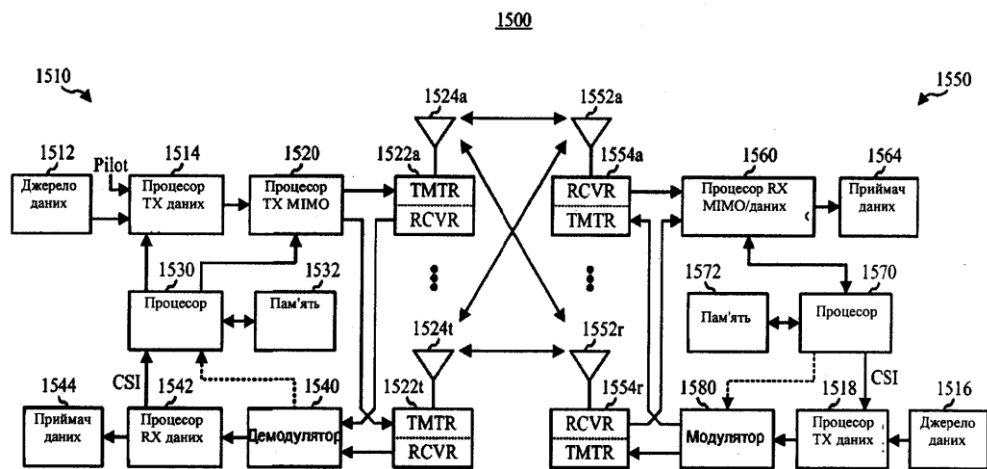 1500
1510
1550
1524a
1552a
1512
1514
1520
1522a
1554a
1560
1564
Pilot
Джерело
даних
Процесор
TX даних
Процесор
TX MIMO
TMTR
RCVR
RCVR
TMTR
Процесор RX
MIMO/даних
Приймач
даних
1530
1532
1572
1570
Процесор
Пам'ять
Пам'ять
Процесор
1524t
1552r
CSI
CSI
1544
1542
1540
1522t
1554r
1580
1518
1516
Приймач
даних
Процесор
RX даних
Демодулятор
TMTR
RCVR
RCVR
TMTR
Модулятор
Процесор
TX даних
Джерело
даних